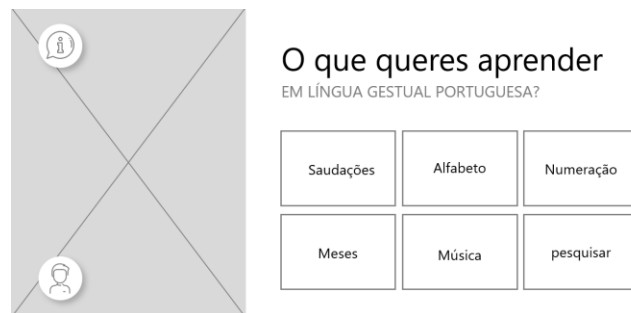 O que queres aprender
EM LÍNGUA GESTUAL PORTUGUESA?
Saudações
Alfabeto
Numeração
Meses
Música
pesquisar